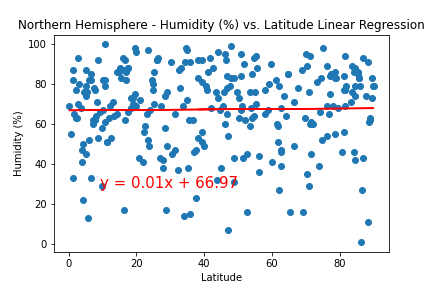 Northern Hemisphere - Humidity (%) vs. Latitude Linear Regression
100
80
60
40
20
0
Humidity (%)
y = 0.01x + 66.97
0 20 40 60 80
Latitude